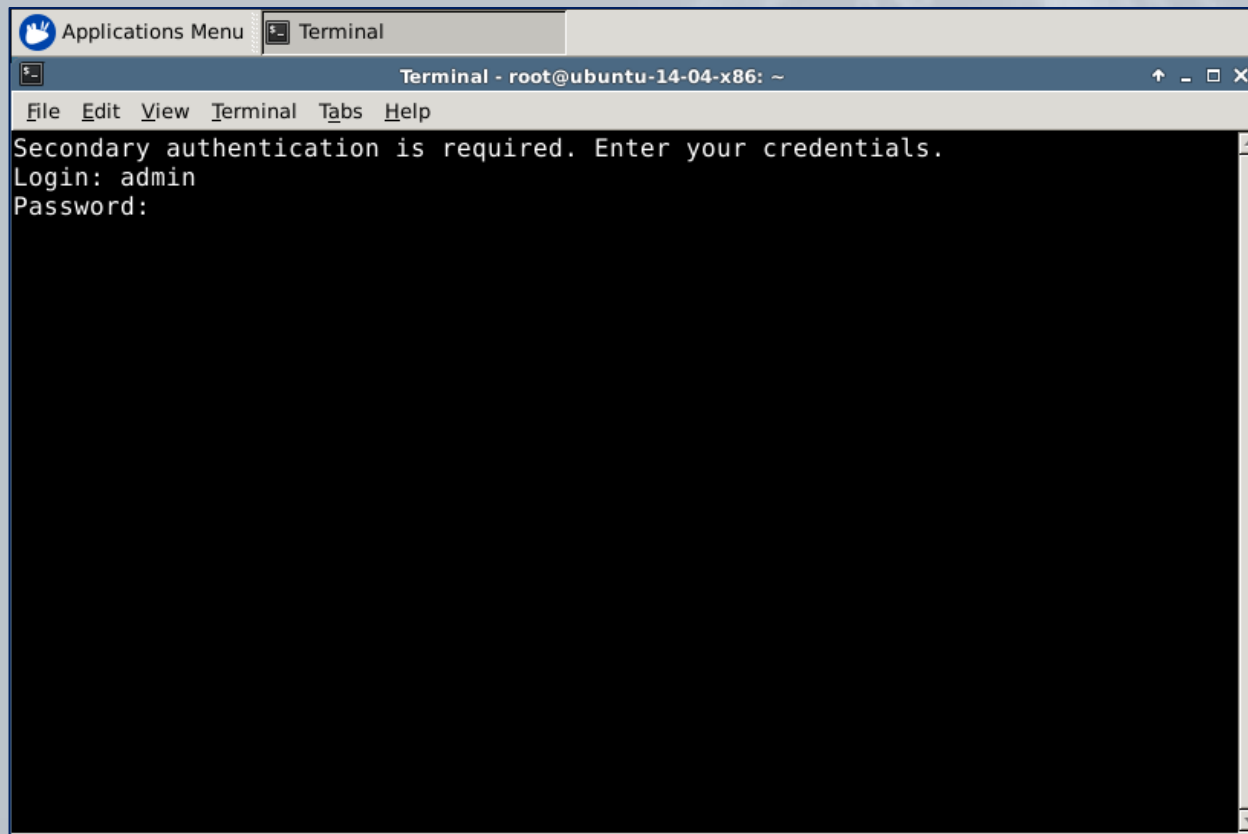 Applications Menu
Terminal
Terminal - root@ubuntu-14-04-x86: ~
File Edit View Terminal Tabs Help
Secondary authentication is required. Enter your credentials.
Login: admin
Password: